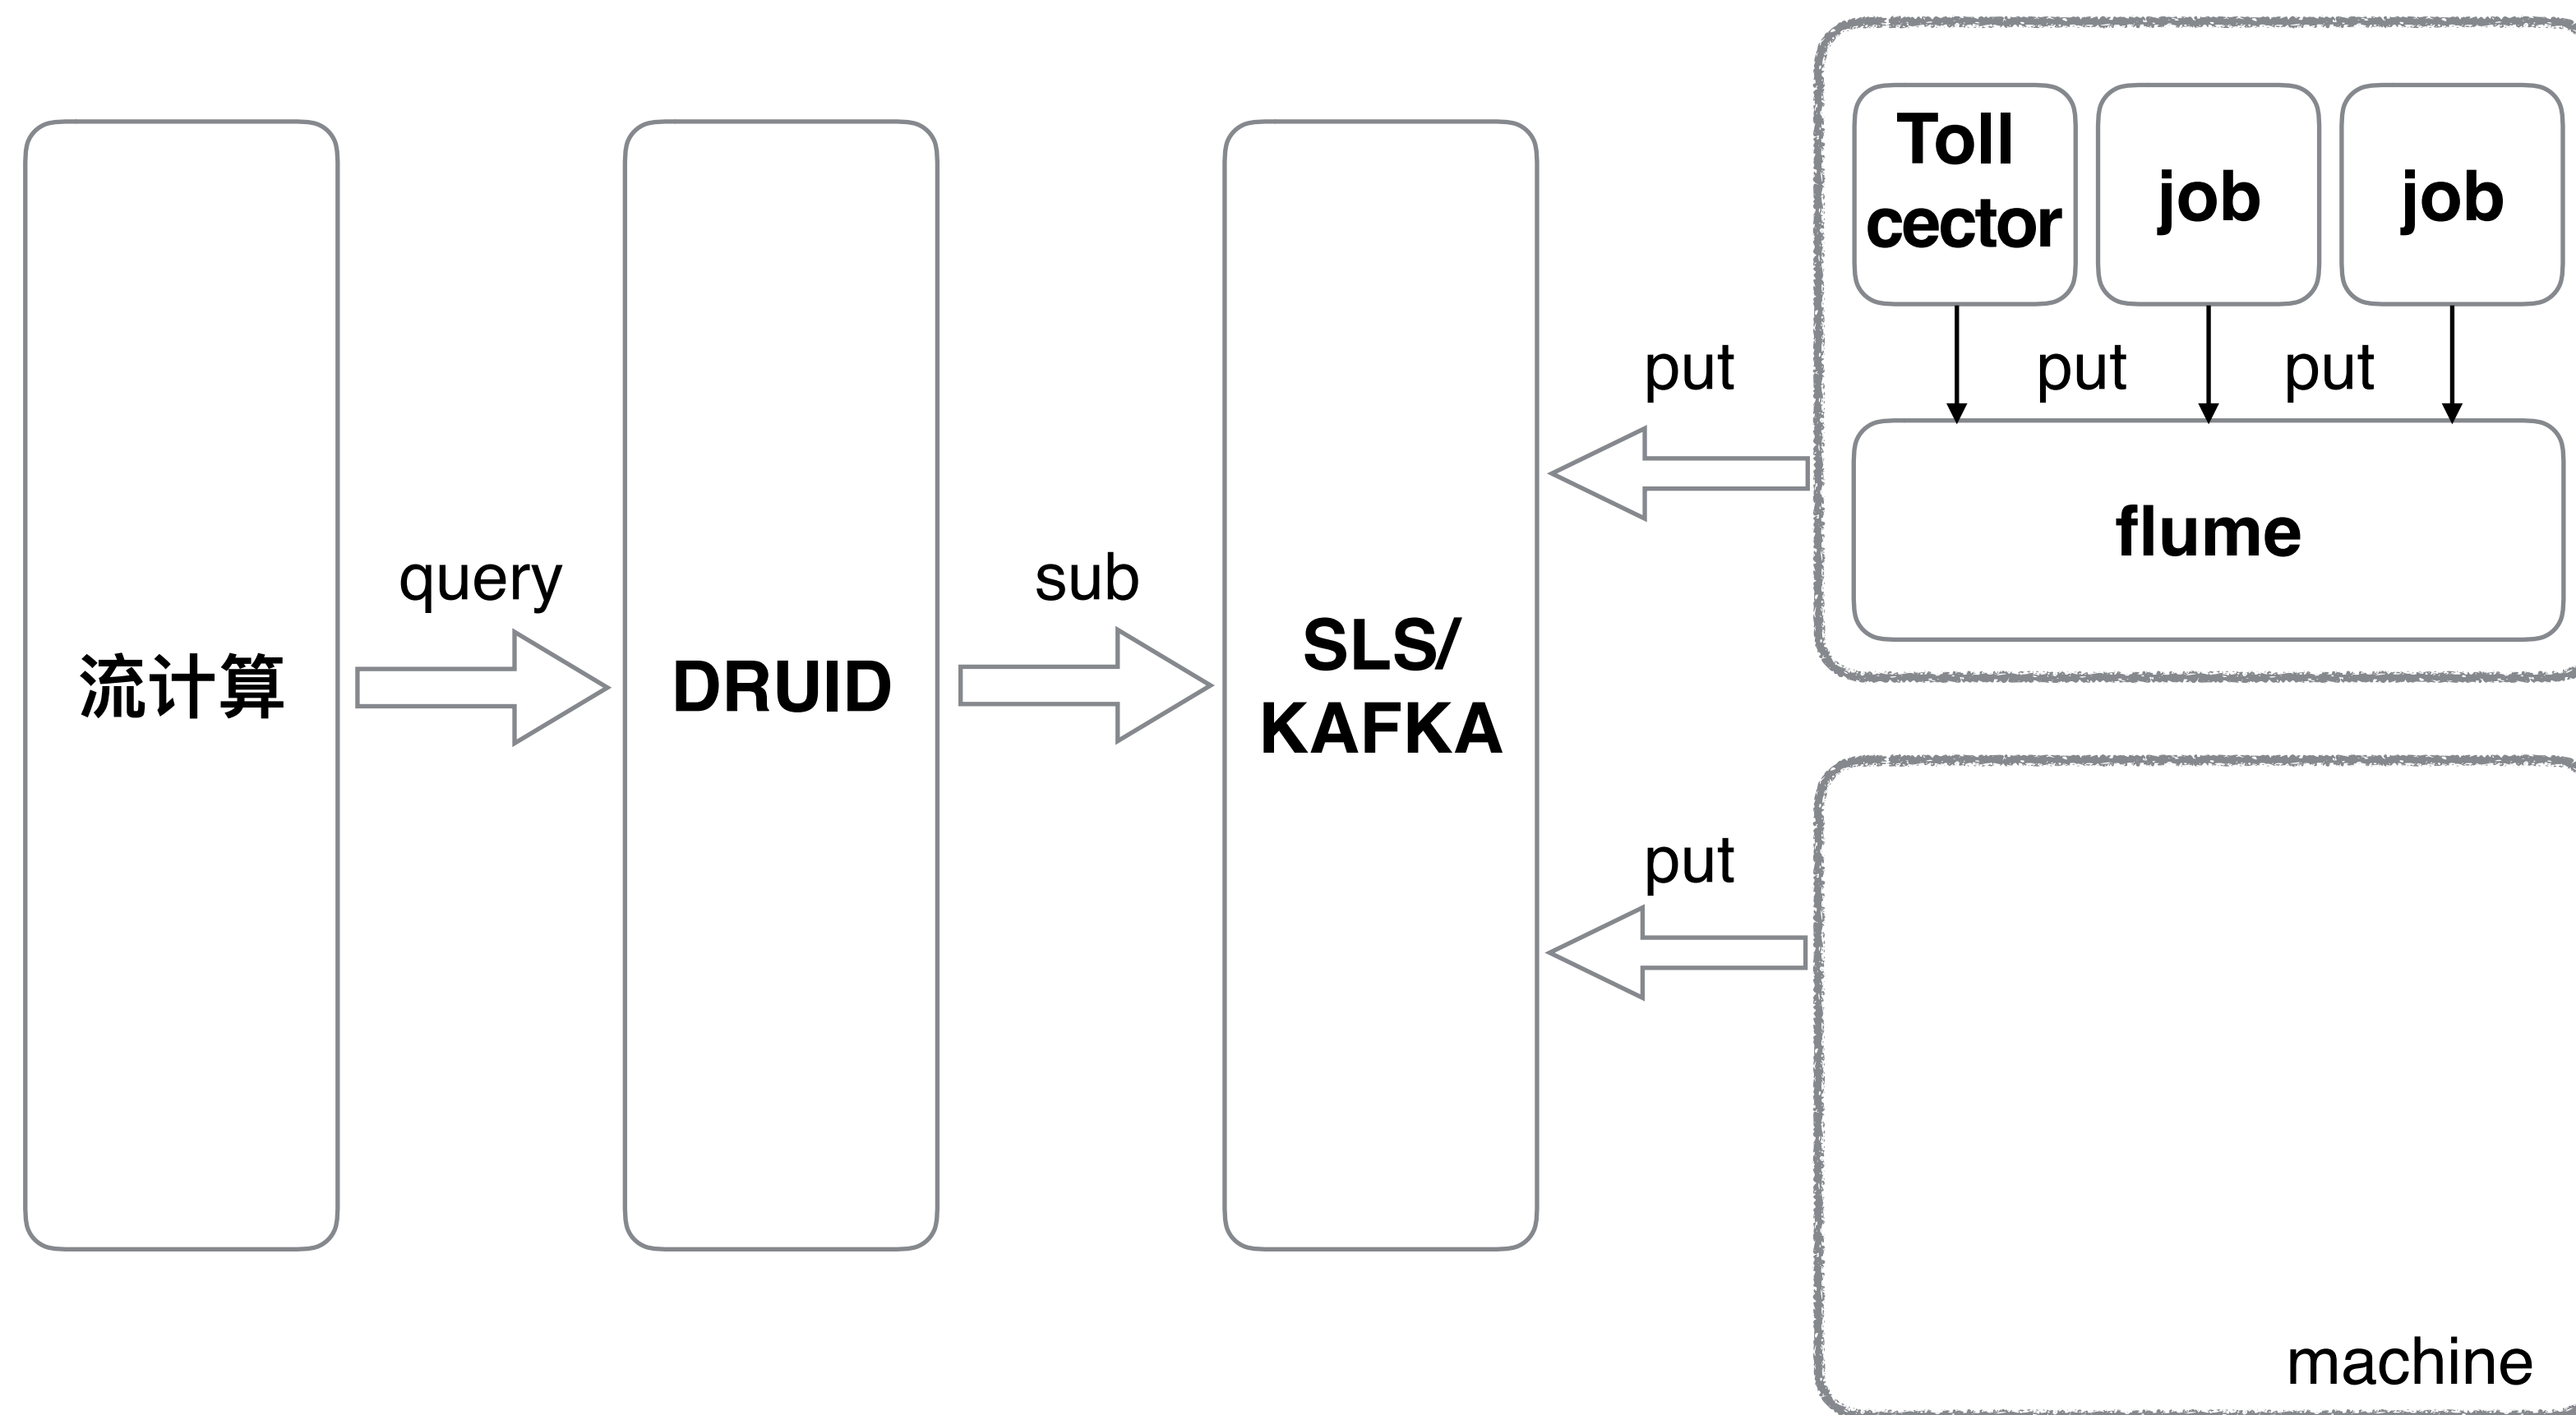 流计算
query
DRUID
sub
SLS/
KAFKA
put
put
Toll
cector
job
job
put
put
flume
machine